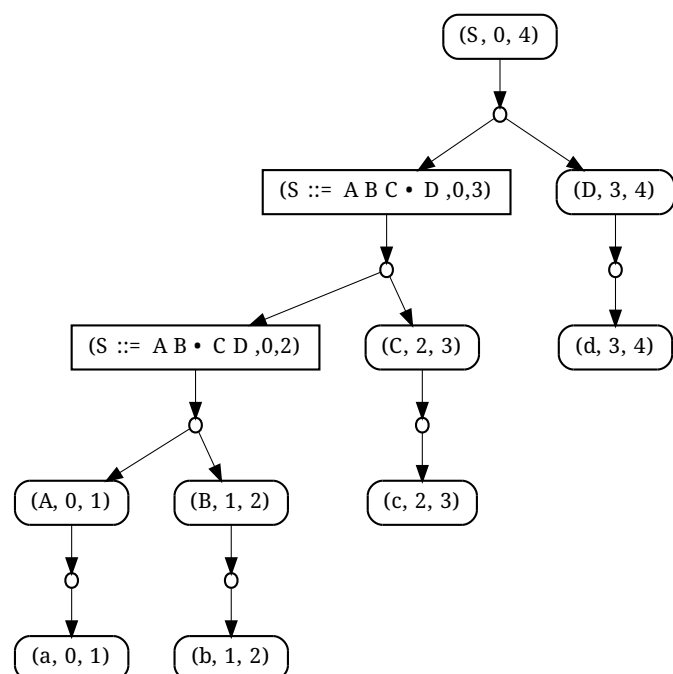 (S, 0, 4)
(S ::= A B C • D ,0,3)
(D, 3, 4)
(S ::= A B • C D ,0,2)
(C, 2, 3)
(d, 3, 4)
(A, 0, 1)
(B, 1, 2)
(c, 2, 3)
(a, 0, 1)
(b, 1, 2)